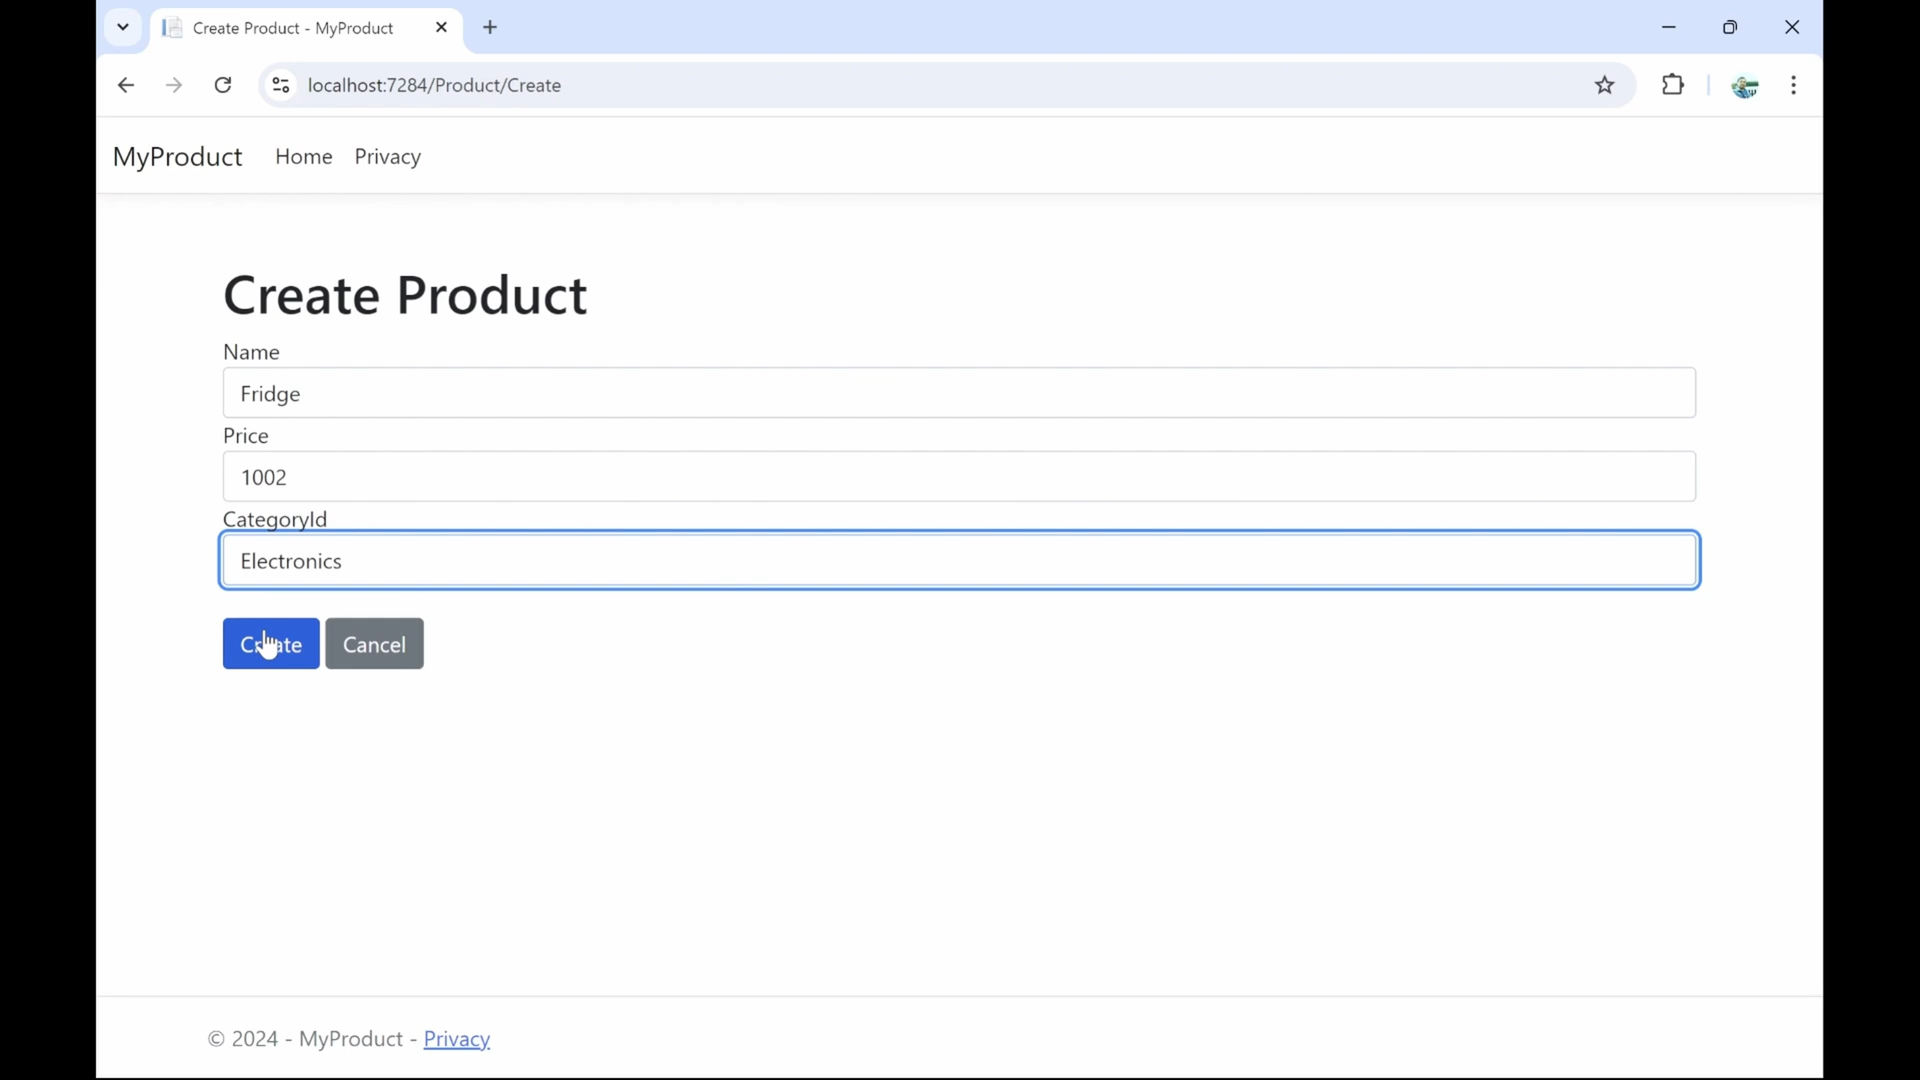 Create Product - MyProduct
localhost:7284/Product/Create
MyProduct Home Privacy
Create Product
Name
Fridge
Price
1002
CategoryId
Electronics
Create Cancel
© 2024 - MyProduct - Privacy